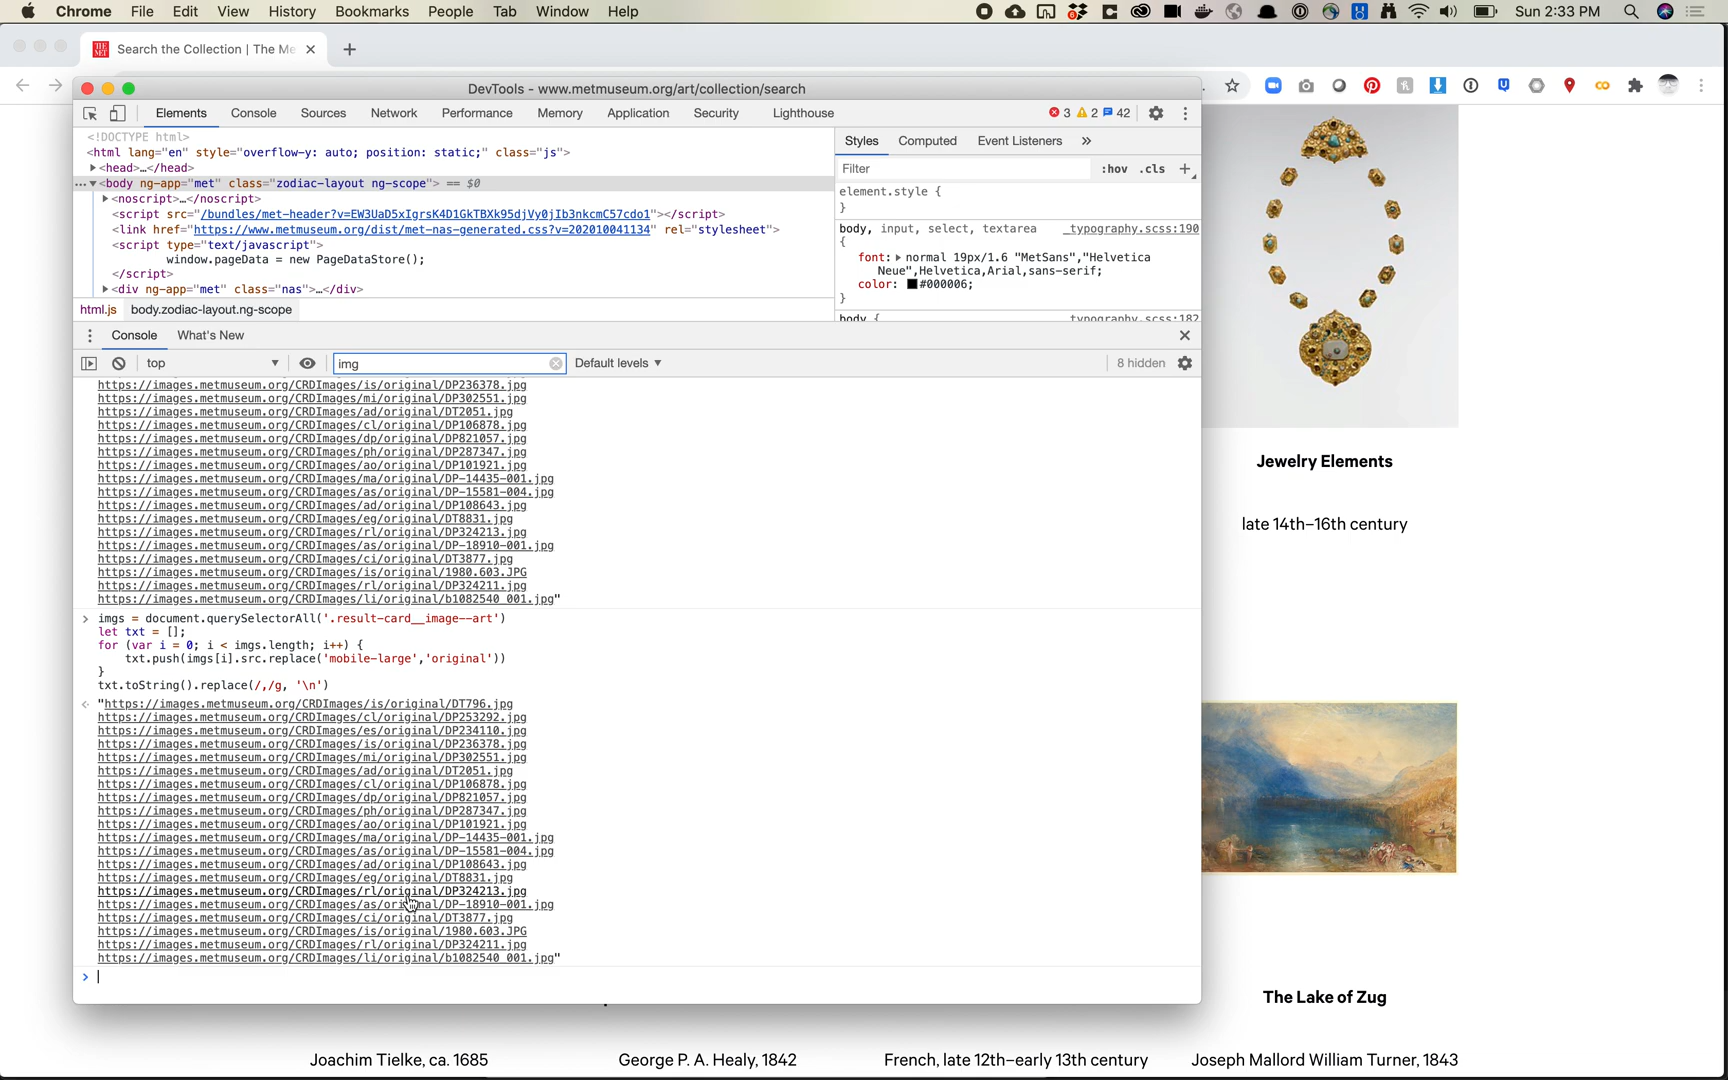 Chrome File Edit View History Bookmarks People Tab Window Help Sun 2:33 PM
Search the Collection | The Me
DevTools - www.metmuseum.org/art/collection/search
Elements Console Sources Network Performance Memory Application Security Lighthouse 3 2 42
<!DOCTYPE html>
<html lang="en" style="overflow-y: auto; position: static;" class="js">
<head>…</head>
<body ng-app="met" class="zodiac-layout ng-scope"> == $0
<noscript>…</noscript>
<script src="/bundles/met-header?v=EW3UaD5xIgrsK4D1GkTBXk95djVy0jIb3nkcmC57cdo1"></script>
<link href="https://www.metmuseum.org/dist/met-nas-generated.css?v=202010041134" rel="stylesheet">
<script type="text/javascript">
window.pageData = new PageDataStore();
</script>
<div ng-app="met" class="nas">…</div>
html.js body.zodiac-layout.ng-scope
Styles Computed Event Listeners »
Filter :hov .cls +
element.style {
}
body, input, select, textarea _typography.scss:190
{
font: normal 19px/1.6 "MetSans","Helvetica
Neue",Helvetica,Arial,sans-serif;
color: #000006;
}
body { typography.scss:182
Console What's New
top img Default levels 8 hidden
https://images.metmuseum.org/CRDImages/is/original/DP236378.jpg
https://images.metmuseum.org/CRDImages/mi/original/DP302551.jpg
https://images.metmuseum.org/CRDImages/ad/original/DT2051.jpg
https://images.metmuseum.org/CRDImages/cl/original/DP106878.jpg
https://images.metmuseum.org/CRDImages/dp/original/DP821057.jpg
https://images.metmuseum.org/CRDImages/ph/original/DP287347.jpg
https://images.metmuseum.org/CRDImages/ao/original/DP101921.jpg
https://images.metmuseum.org/CRDImages/ma/original/DP-14435-001.jpg
https://images.metmuseum.org/CRDImages/as/original/DP-15581-004.jpg
https://images.metmuseum.org/CRDImages/ad/original/DP108643.jpg
https://images.metmuseum.org/CRDImages/eg/original/DT8831.jpg
https://images.metmuseum.org/CRDImages/rl/original/DP324213.jpg
https://images.metmuseum.org/CRDImages/as/original/DP-18910-001.jpg
https://images.metmuseum.org/CRDImages/ci/original/DT3877.jpg
https://images.metmuseum.org/CRDImages/is/original/1980.603.JPG
https://images.metmuseum.org/CRDImages/rl/original/DP324211.jpg
https://images.metmuseum.org/CRDImages/li/original/b1082540_001.jpg"
> imgs = document.querySelectorAll('.result-card__image--art')
let txt = [];
for (var i = 0; i < imgs.length; i++) {
txt.push(imgs[i].src.replace('mobile-large','original'))
}
txt.toString().replace(/,/g, '\n')
"https://images.metmuseum.org/CRDImages/is/original/DT796.jpg
https://images.metmuseum.org/CRDImages/cl/original/DP253292.jpg
https://images.metmuseum.org/CRDImages/es/original/DP234110.jpg
https://images.metmuseum.org/CRDImages/is/original/DP236378.jpg
https://images.metmuseum.org/CRDImages/mi/original/DP302551.jpg
https://images.metmuseum.org/CRDImages/ad/original/DT2051.jpg
https://images.metmuseum.org/CRDImages/cl/original/DP106878.jpg
https://images.metmuseum.org/CRDImages/dp/original/DP821057.jpg
https://images.metmuseum.org/CRDImages/ph/original/DP287347.jpg
https://images.metmuseum.org/CRDImages/ao/original/DP101921.jpg
https://images.metmuseum.org/CRDImages/ma/original/DP-14435-001.jpg
https://images.metmuseum.org/CRDImages/as/original/DP-15581-004.jpg
https://images.metmuseum.org/CRDImages/ad/original/DP108643.jpg
https://images.metmuseum.org/CRDImages/eg/original/DT8831.jpg
https://images.metmuseum.org/CRDImages/rl/original/DP324213.jpg
https://images.metmuseum.org/CRDImages/as/original/DP-18910-001.jpg
https://images.metmuseum.org/CRDImages/ci/original/DT3877.jpg
https://images.metmuseum.org/CRDImages/is/original/1980.603.JPG
https://images.metmuseum.org/CRDImages/rl/original/DP324211.jpg
https://images.metmuseum.org/CRDImages/li/original/b1082540_001.jpg"
>
Jewelry Elements
late 14th–16th century
The Lake of Zug
Joachim Tielke, ca. 1685 George P. A. Healy, 1842 French, late 12th–early 13th century Joseph Mallord William Turner, 1843